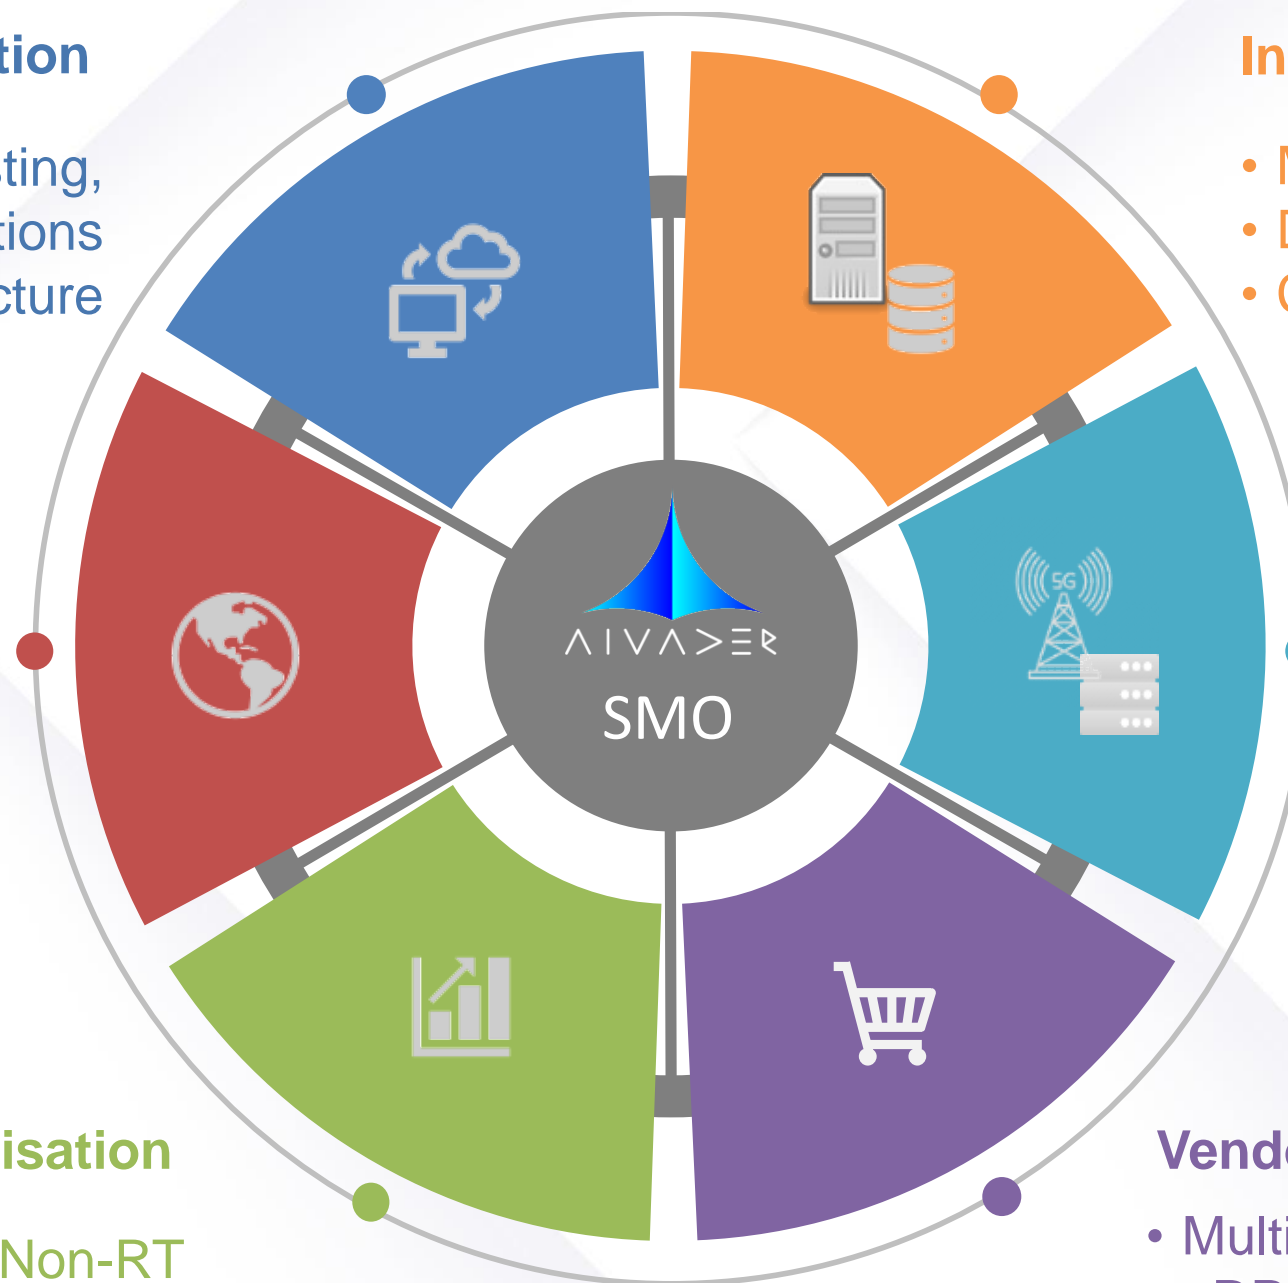 tion
sting,
tions
cture
In
• M
•
•
5G
AIVADER
SMO
isation
Non-RT
Vend
• Multi